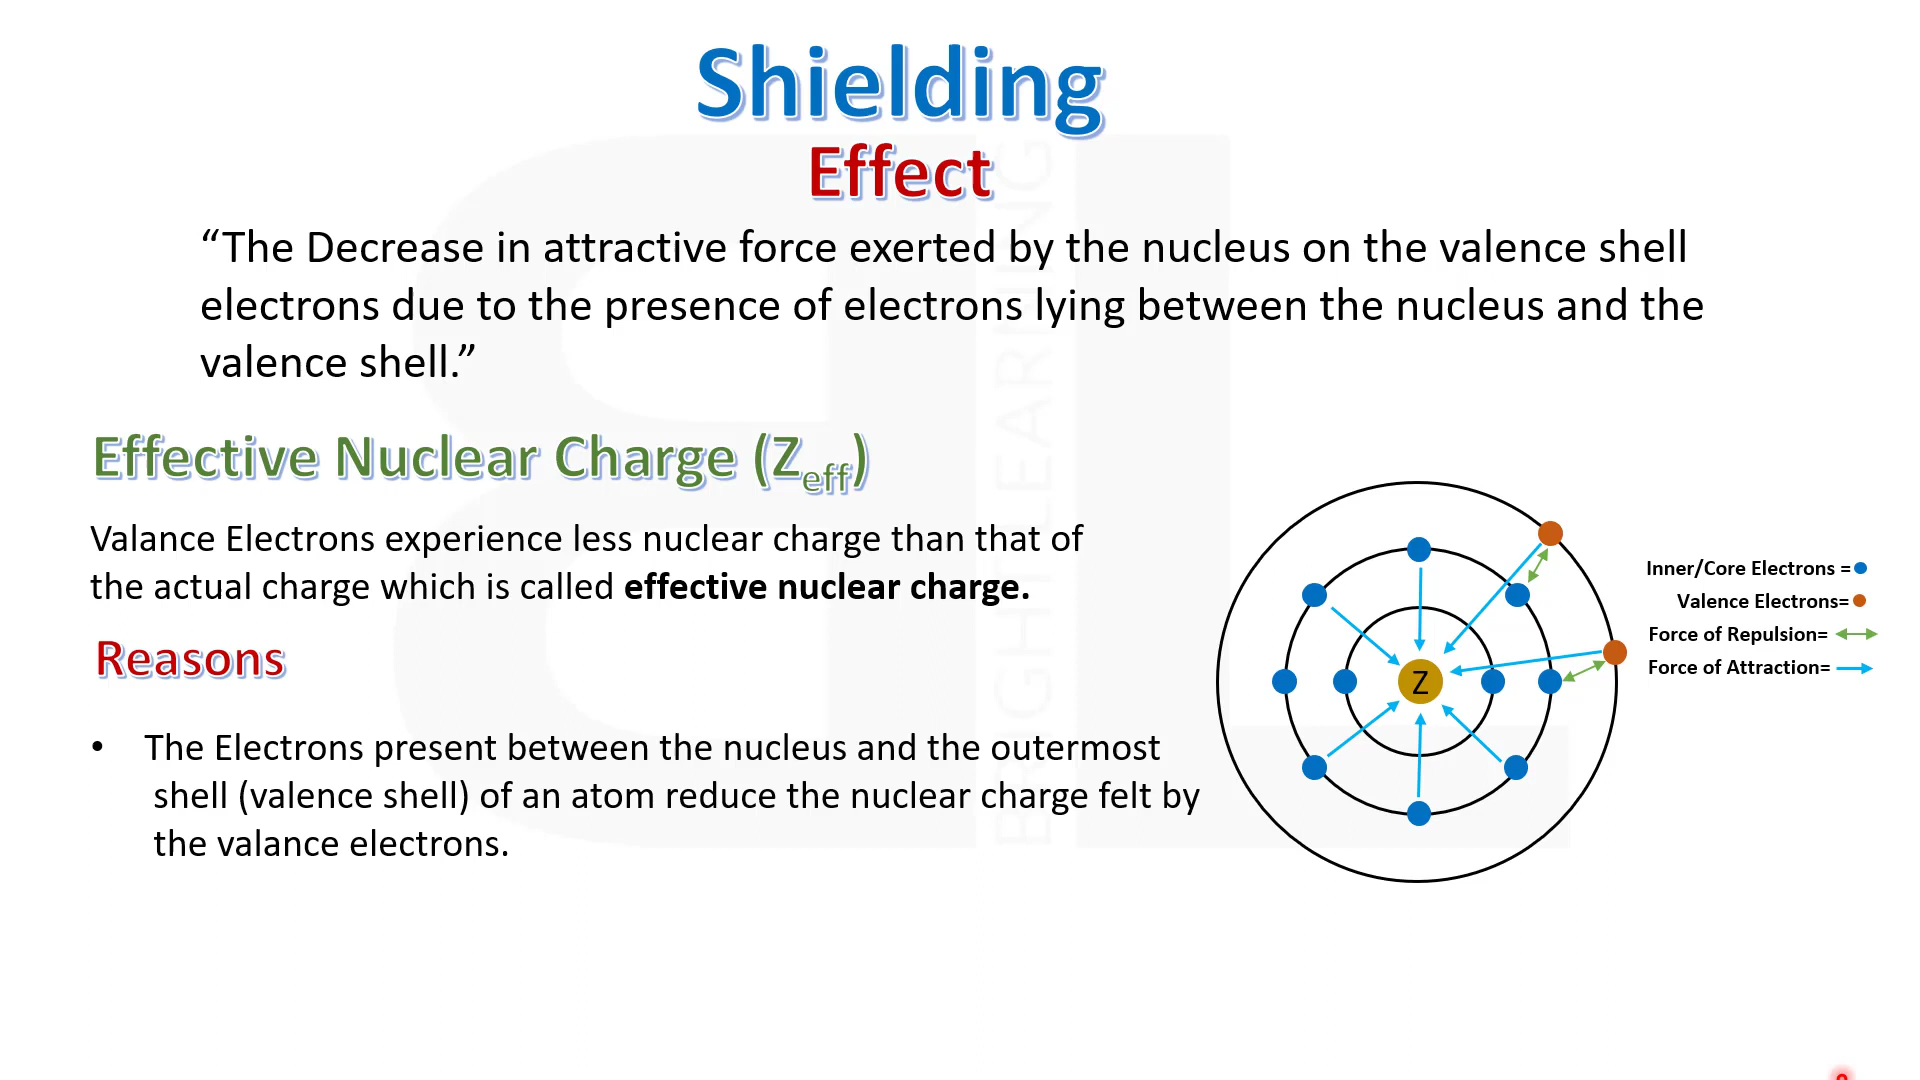 Shielding
Effect
“The Decrease in attractive force exerted by the nucleus on the valence shell
electrons due to the presence of electrons lying between the nucleus and the
valence shell.”
Effective Nuclear Charge (Zeff)
Valance Electrons experience less nuclear charge than that of
the actual charge which is called effective nuclear charge.
Reasons
• The Electrons present between the nucleus and the outermost
shell (valence shell) of an atom reduce the nuclear charge felt by
the valance electrons.
Z
Inner/Core Electrons =
Valence Electrons=
Force of Repulsion=
Force of Attraction=
BRIGHT LEARNING